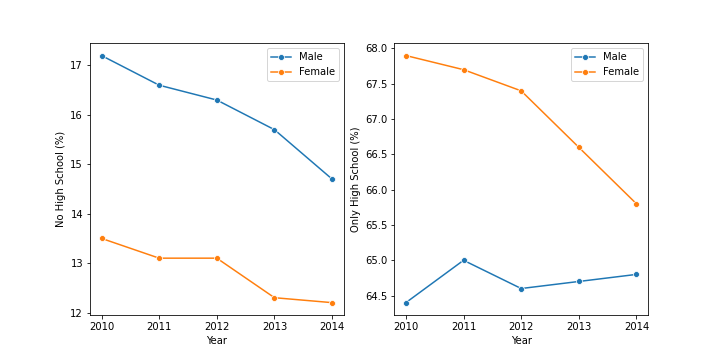 Male
Female
17
16
15
14
13
12
No High School (%)
2010 2011 2012 2013 2014
Year
Male
Female
68.0
67.5
67.0
66.5
66.0
65.5
65.0
64.5
Only High School (%)
2010 2011 2012 2013 2014
Year